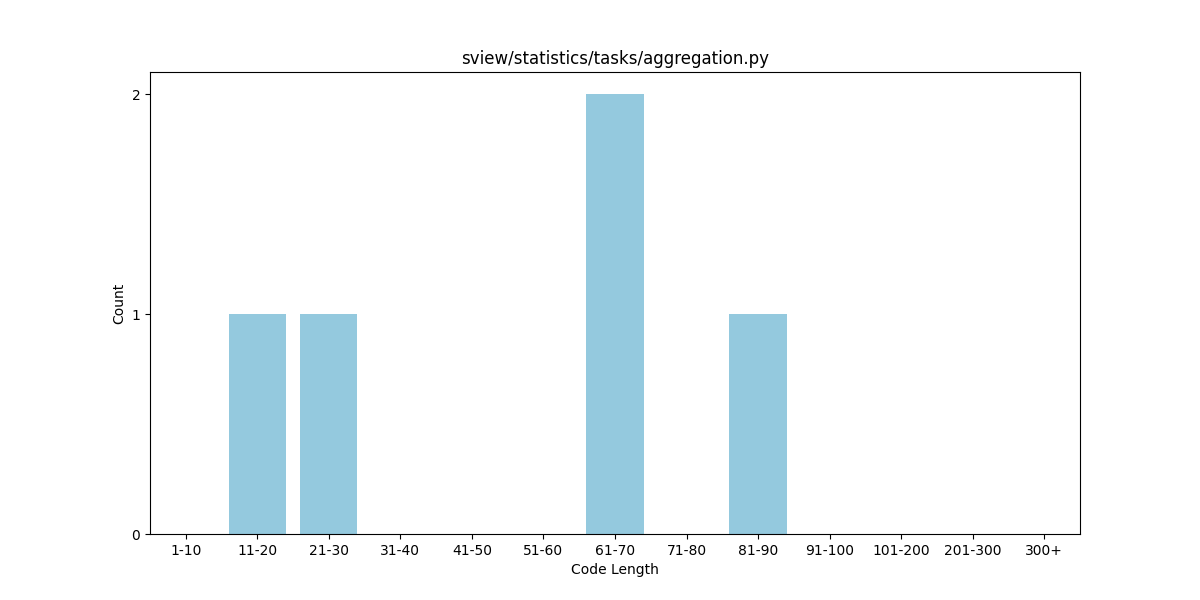 sview/statistics/tasks/aggregation.py
2
1
0
Count
1-10 11-20 21-30 31-40 41-50 51-60 61-70 71-80 81-90 91-100 101-200 201-300 300+
Code Length